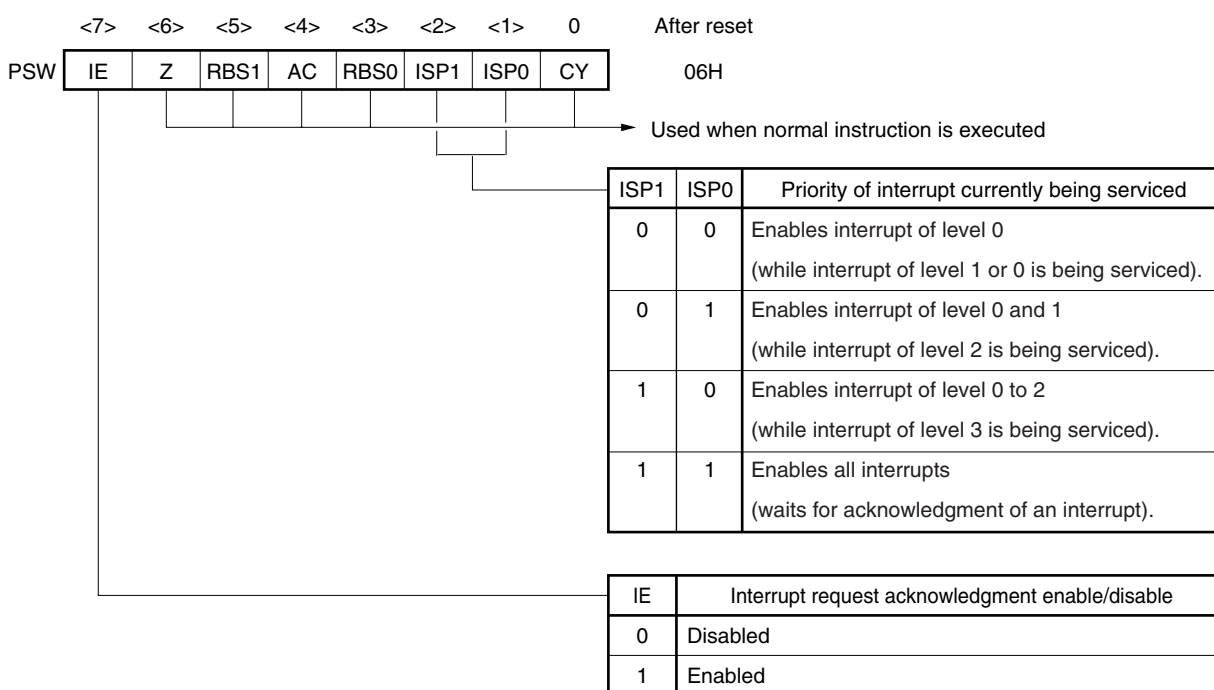 <7> <6> <5> <4> <3> <2> <1> 0 After reset
PSW IE Z RBS1 AC RBS0 ISP1 ISP0 CY 06H
Used when normal instruction is executed
ISP1 ISP0 Priority of interrupt currently being serviced
0 0 Enables interrupt of level 0
(while interrupt of level 1 or 0 is being serviced).
0 1 Enables interrupt of level 0 and 1
(while interrupt of level 2 is being serviced).
1 0 Enables interrupt of level 0 to 2
(while interrupt of level 3 is being serviced).
1 1 Enables all interrupts
(waits for acknowledgment of an interrupt).
IE Interrupt request acknowledgment enable/disable
0 Disabled
1 Enabled